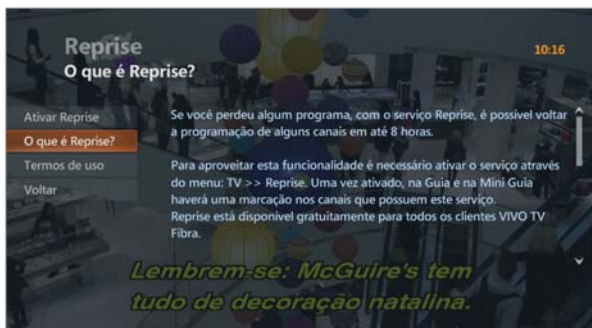 Reprise
10:16
O que é Reprise?
Ativar Reprise
O que é Reprise?
Termos de uso
Voltar
Se você perdeu algum programa, com o serviço Reprise, é possível voltar
a programação de alguns canais em até 8 horas.
Para aproveitar esta funcionalidade é necessário ativar o serviço através
do menu: TV >> Reprise. Uma vez ativado, na Guia e na Mini Guia
haverá uma marcação nos canais que possuem este serviço.
Reprise está disponível gratuitamente para todos os clientes VIVO TV
Fibra.
Lembrem-se: McGuire's tem
tudo de decoração natalina.